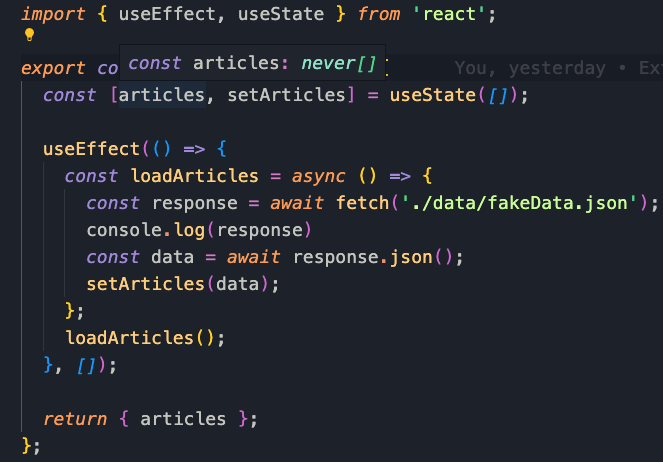 import { useEffect, useState } from 'react';
const articles: never[]
export co { You, yesterday • Ex
const [articles, setArticles] = useState([]);
useEffect(() => {
const loadArticles = async () => {
const response = await fetch('./data/fakeData.json');
console.log(response)
const data = await response.json();
setArticles(data);
};
loadArticles();
}, []);
return { articles };
};